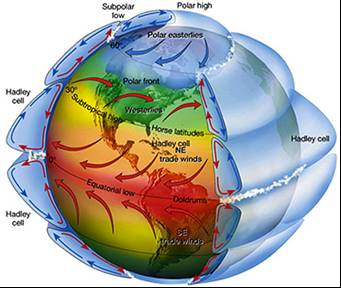 Subpolar
low
Polar high
60°
Polar easterlies
Polar front
30°
Hadley
cell
Subtropical high
Westerlies
Horse latitudes
Hadley cell
NE
trade winds
Hadley
cell
0°
Equatorial low
Doldrums
Hadley
cell
SE
trade winds